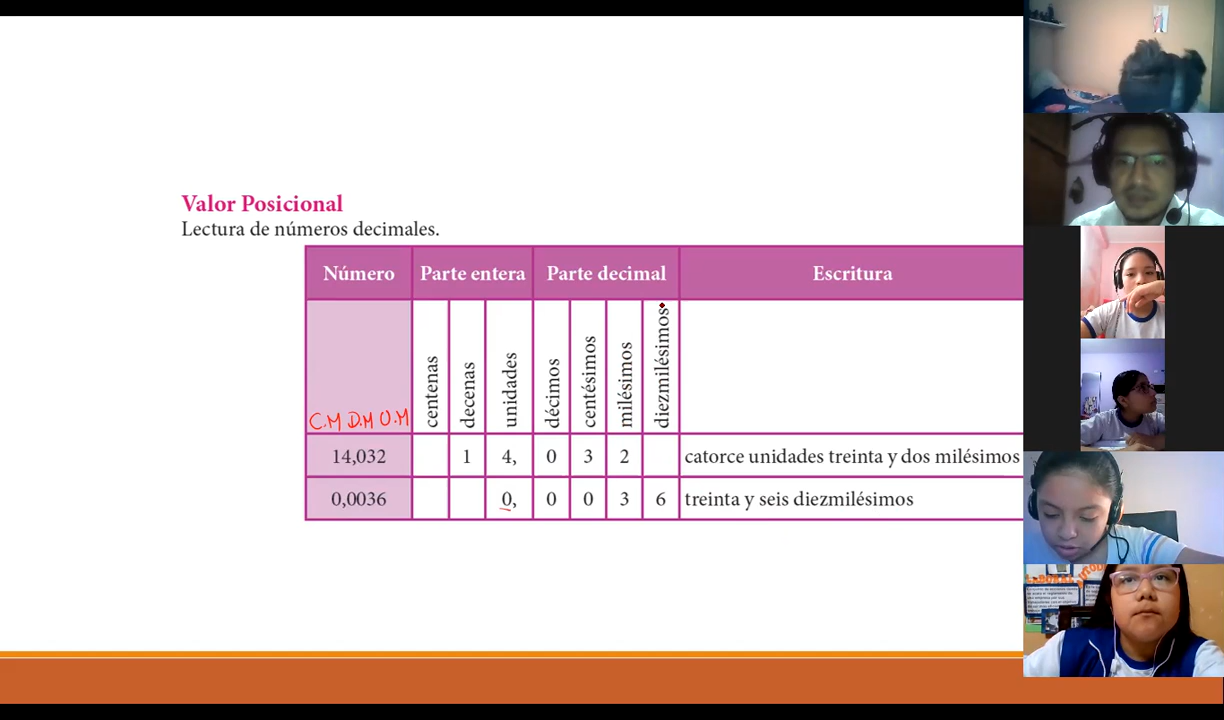 Valor Posicional
Lectura de números decimales.
Número Parte entera Parte decimal Escritura
centenas decenas unidades décimos centésimos milésimos diezmilésimos
C.M D.M U.M
14,032 1 4, 0 3 2 catorce unidades treinta y dos milésimos
0,0036 0, 0 0 3 6 treinta y seis diezmilésimos